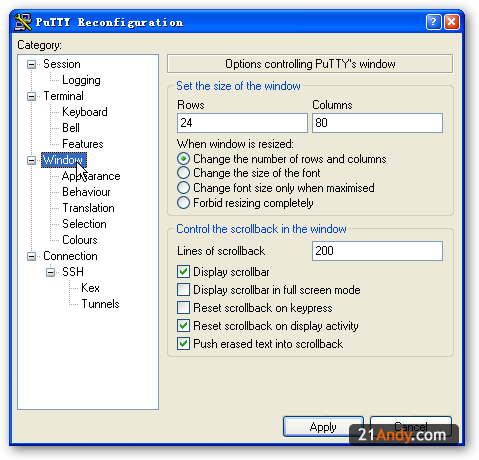 PuTTY Reconfiguration
Category:
Session
Logging
Terminal
Keyboard
Bell
Features
Window
Appearance
Behaviour
Translation
Selection
Colours
Connection
SSH
Kex
Tunnels
Options controlling PuTTY's window
Set the size of the window
Rows Columns
24 80
When window is resized:
Change the number of rows and columns
Change the size of the font
Change font size only when maximised
Forbid resizing completely
Control the scrollback in the window
Lines of scrollback 200
Display scrollbar
Display scrollbar in full screen mode
Reset scrollback on keypress
Reset scrollback on display activity
Push erased text into scrollback
Apply Cancel
21Andy.com